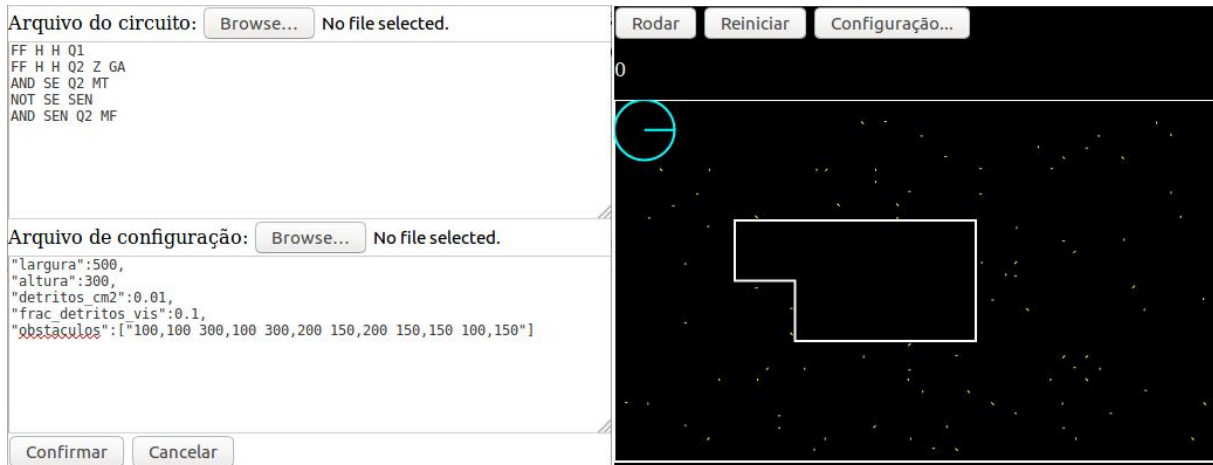 Arquivo do circuito: Browse... No file selected.
FF H H Q1
FF H H Q2 Z GA
AND SE Q2 MT
NOT SE SEN
AND SEN Q2 MF
Arquivo de configuração: Browse... No file selected.
"largura":500,
"altura":300,
"detritos_cm2":0.01,
"frac_detritos_vis":0.1,
"obstaculos":["100,100 300,100 300,200 150,200 150,150 100,150"]
Confirmar Cancelar
Rodar Reiniciar Configuração...
0